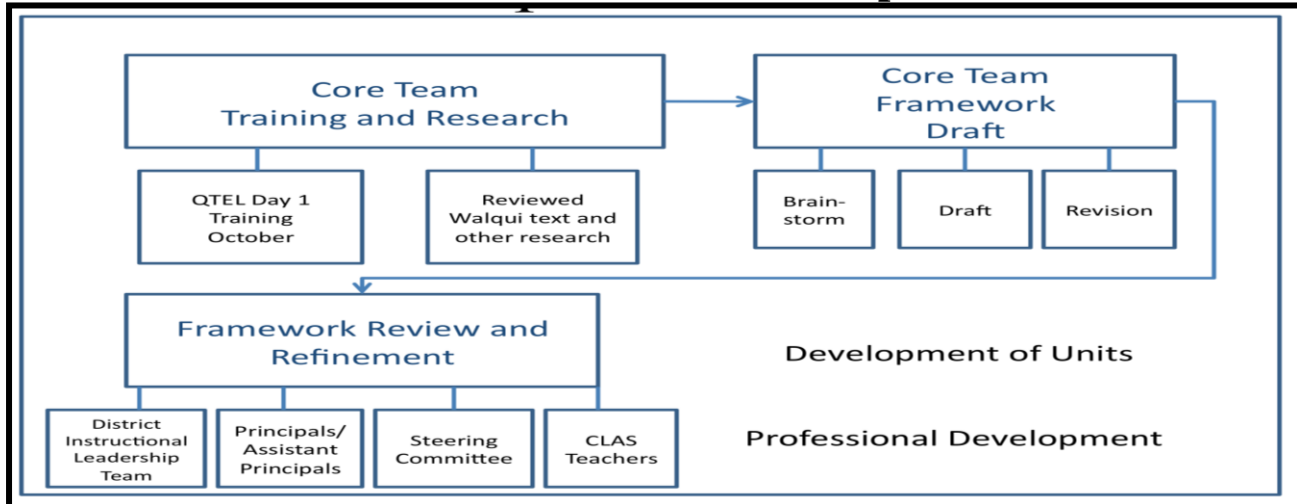 Core Team
Training and Research
Core Team
Framework
Draft
QTEL Day 1
Training
October
Reviewed
Walqui text and
other research
Brain-
storm
Draft
Revision
Framework Review and
Refinement
Development of Units
District
Instructional
Leadership
Team
Principals/
Assistant
Principals
Steering
Committee
CLAS
Teachers
Professional Development